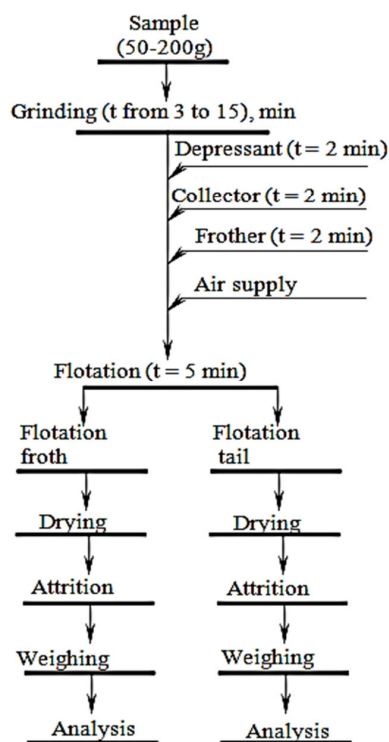 Sample
(50-200g)
Grinding (t from 3 to 15), min
Depressant (t = 2 min)
Collector (t = 2 min)
Frother (t = 2 min)
Air supply
Flotation (t = 5 min)
Flotation
froth
Flotation
tail
Drying
Drying
Attrition
Attrition
Weighing
Weighing
Analysis
Analysis